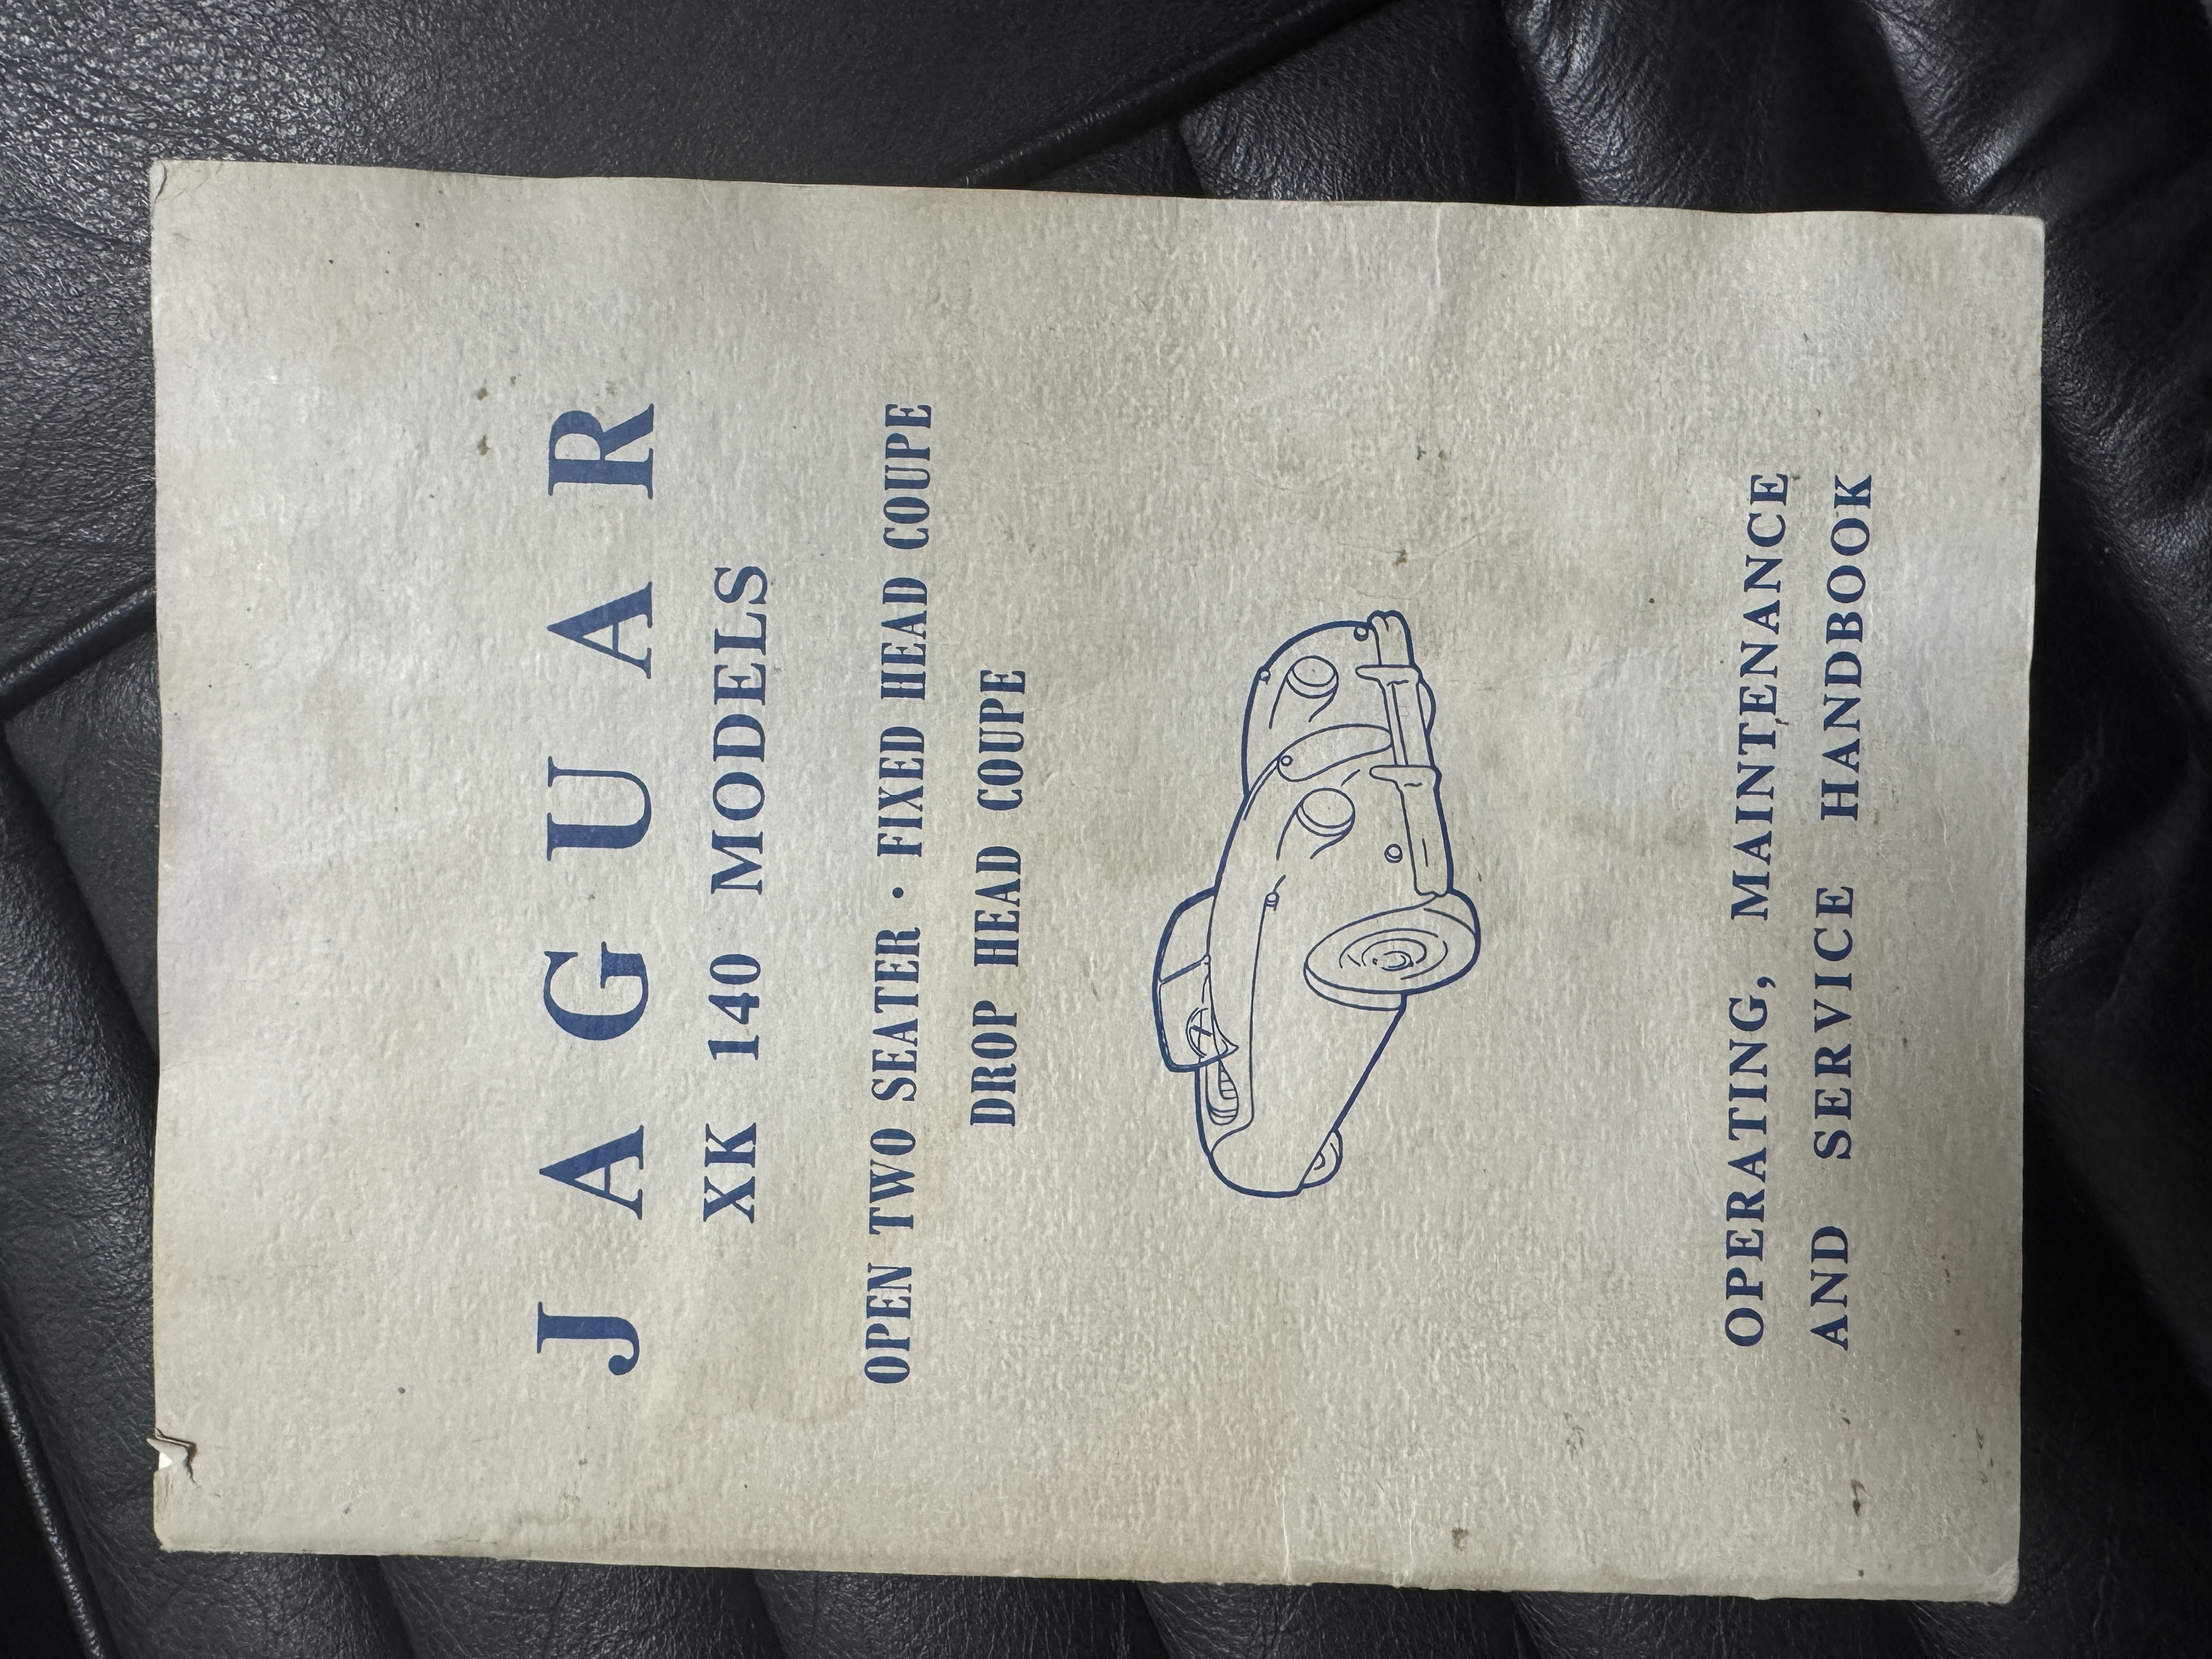 JAGUAR
XK 140 MODELS
OPEN TWO SEATER · FIXED HEAD COUPE
DROP HEAD COUPE
OPERATING, MAINTENANCE
AND SERVICE HANDBOOK